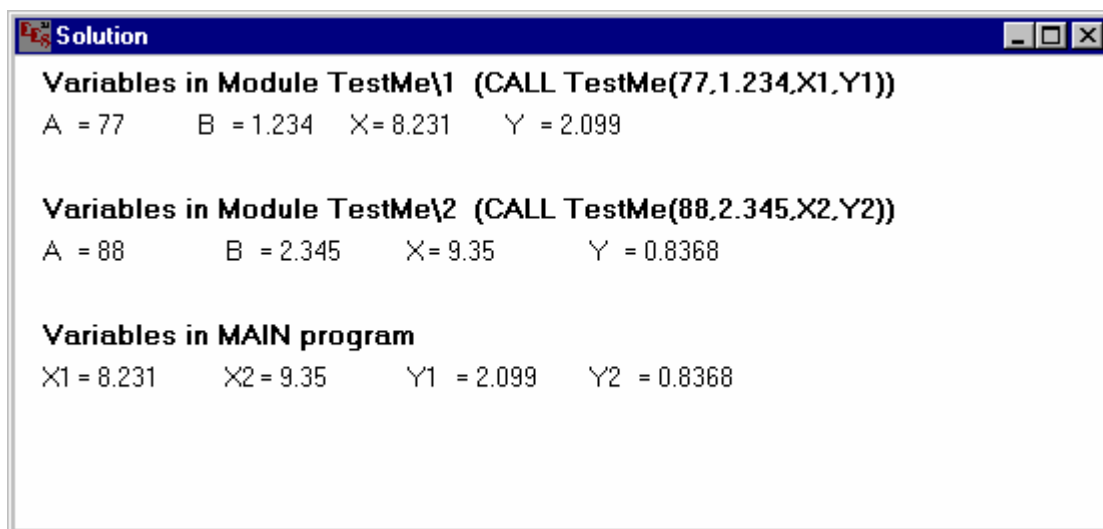 EES Solution
Variables in Module TestMe\1 (CALL TestMe(77,1.234,X1,Y1))
A = 77 B = 1.234 X = 8.231 Y = 2.099
Variables in Module TestMe\2 (CALL TestMe(88,2.345,X2,Y2))
A = 88 B = 2.345 X = 9.35 Y = 0.8368
Variables in MAIN program
X1 = 8.231 X2 = 9.35 Y1 = 2.099 Y2 = 0.8368